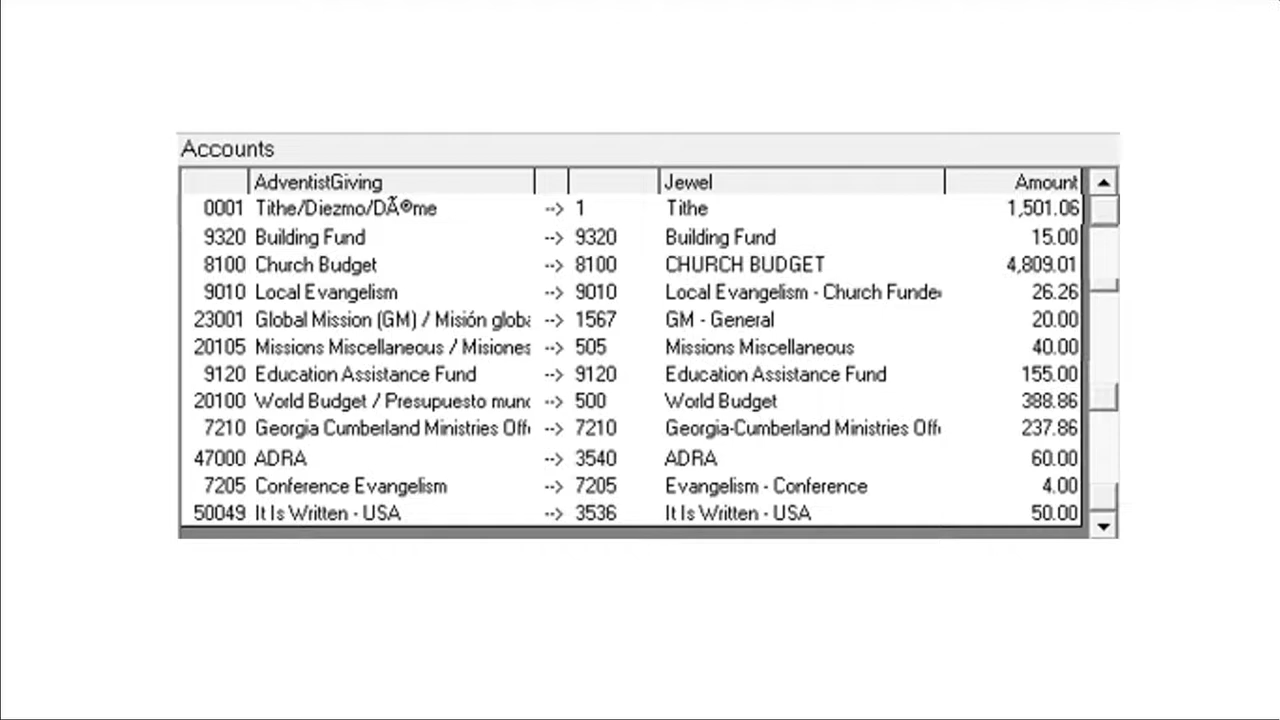 Accounts
AdventistGiving Jewel Amount
0001 Tithe/Diezmo/DÃ®me --> 1 Tithe 1,501.06
9320 Building Fund --> 9320 Building Fund 15.00
8100 Church Budget --> 8100 CHURCH BUDGET 4,809.01
9010 Local Evangelism --> 9010 Local Evangelism - Church Funde 26.26
23001 Global Mission (GM) / Misión globa --> 1567 GM - General 20.00
20105 Missions Miscellaneous / Misiones --> 505 Missions Miscellaneous 40.00
9120 Education Assistance Fund --> 9120 Education Assistance Fund 155.00
20100 World Budget / Presupuesto mund --> 500 World Budget 388.86
7210 Georgia Cumberland Ministries Off --> 7210 Georgia-Cumberland Ministries Off 237.86
47000 ADRA --> 3540 ADRA 60.00
7205 Conference Evangelism --> 7205 Evangelism - Conference 4.00
50049 It Is Written - USA --> 3536 It Is Written - USA 50.00